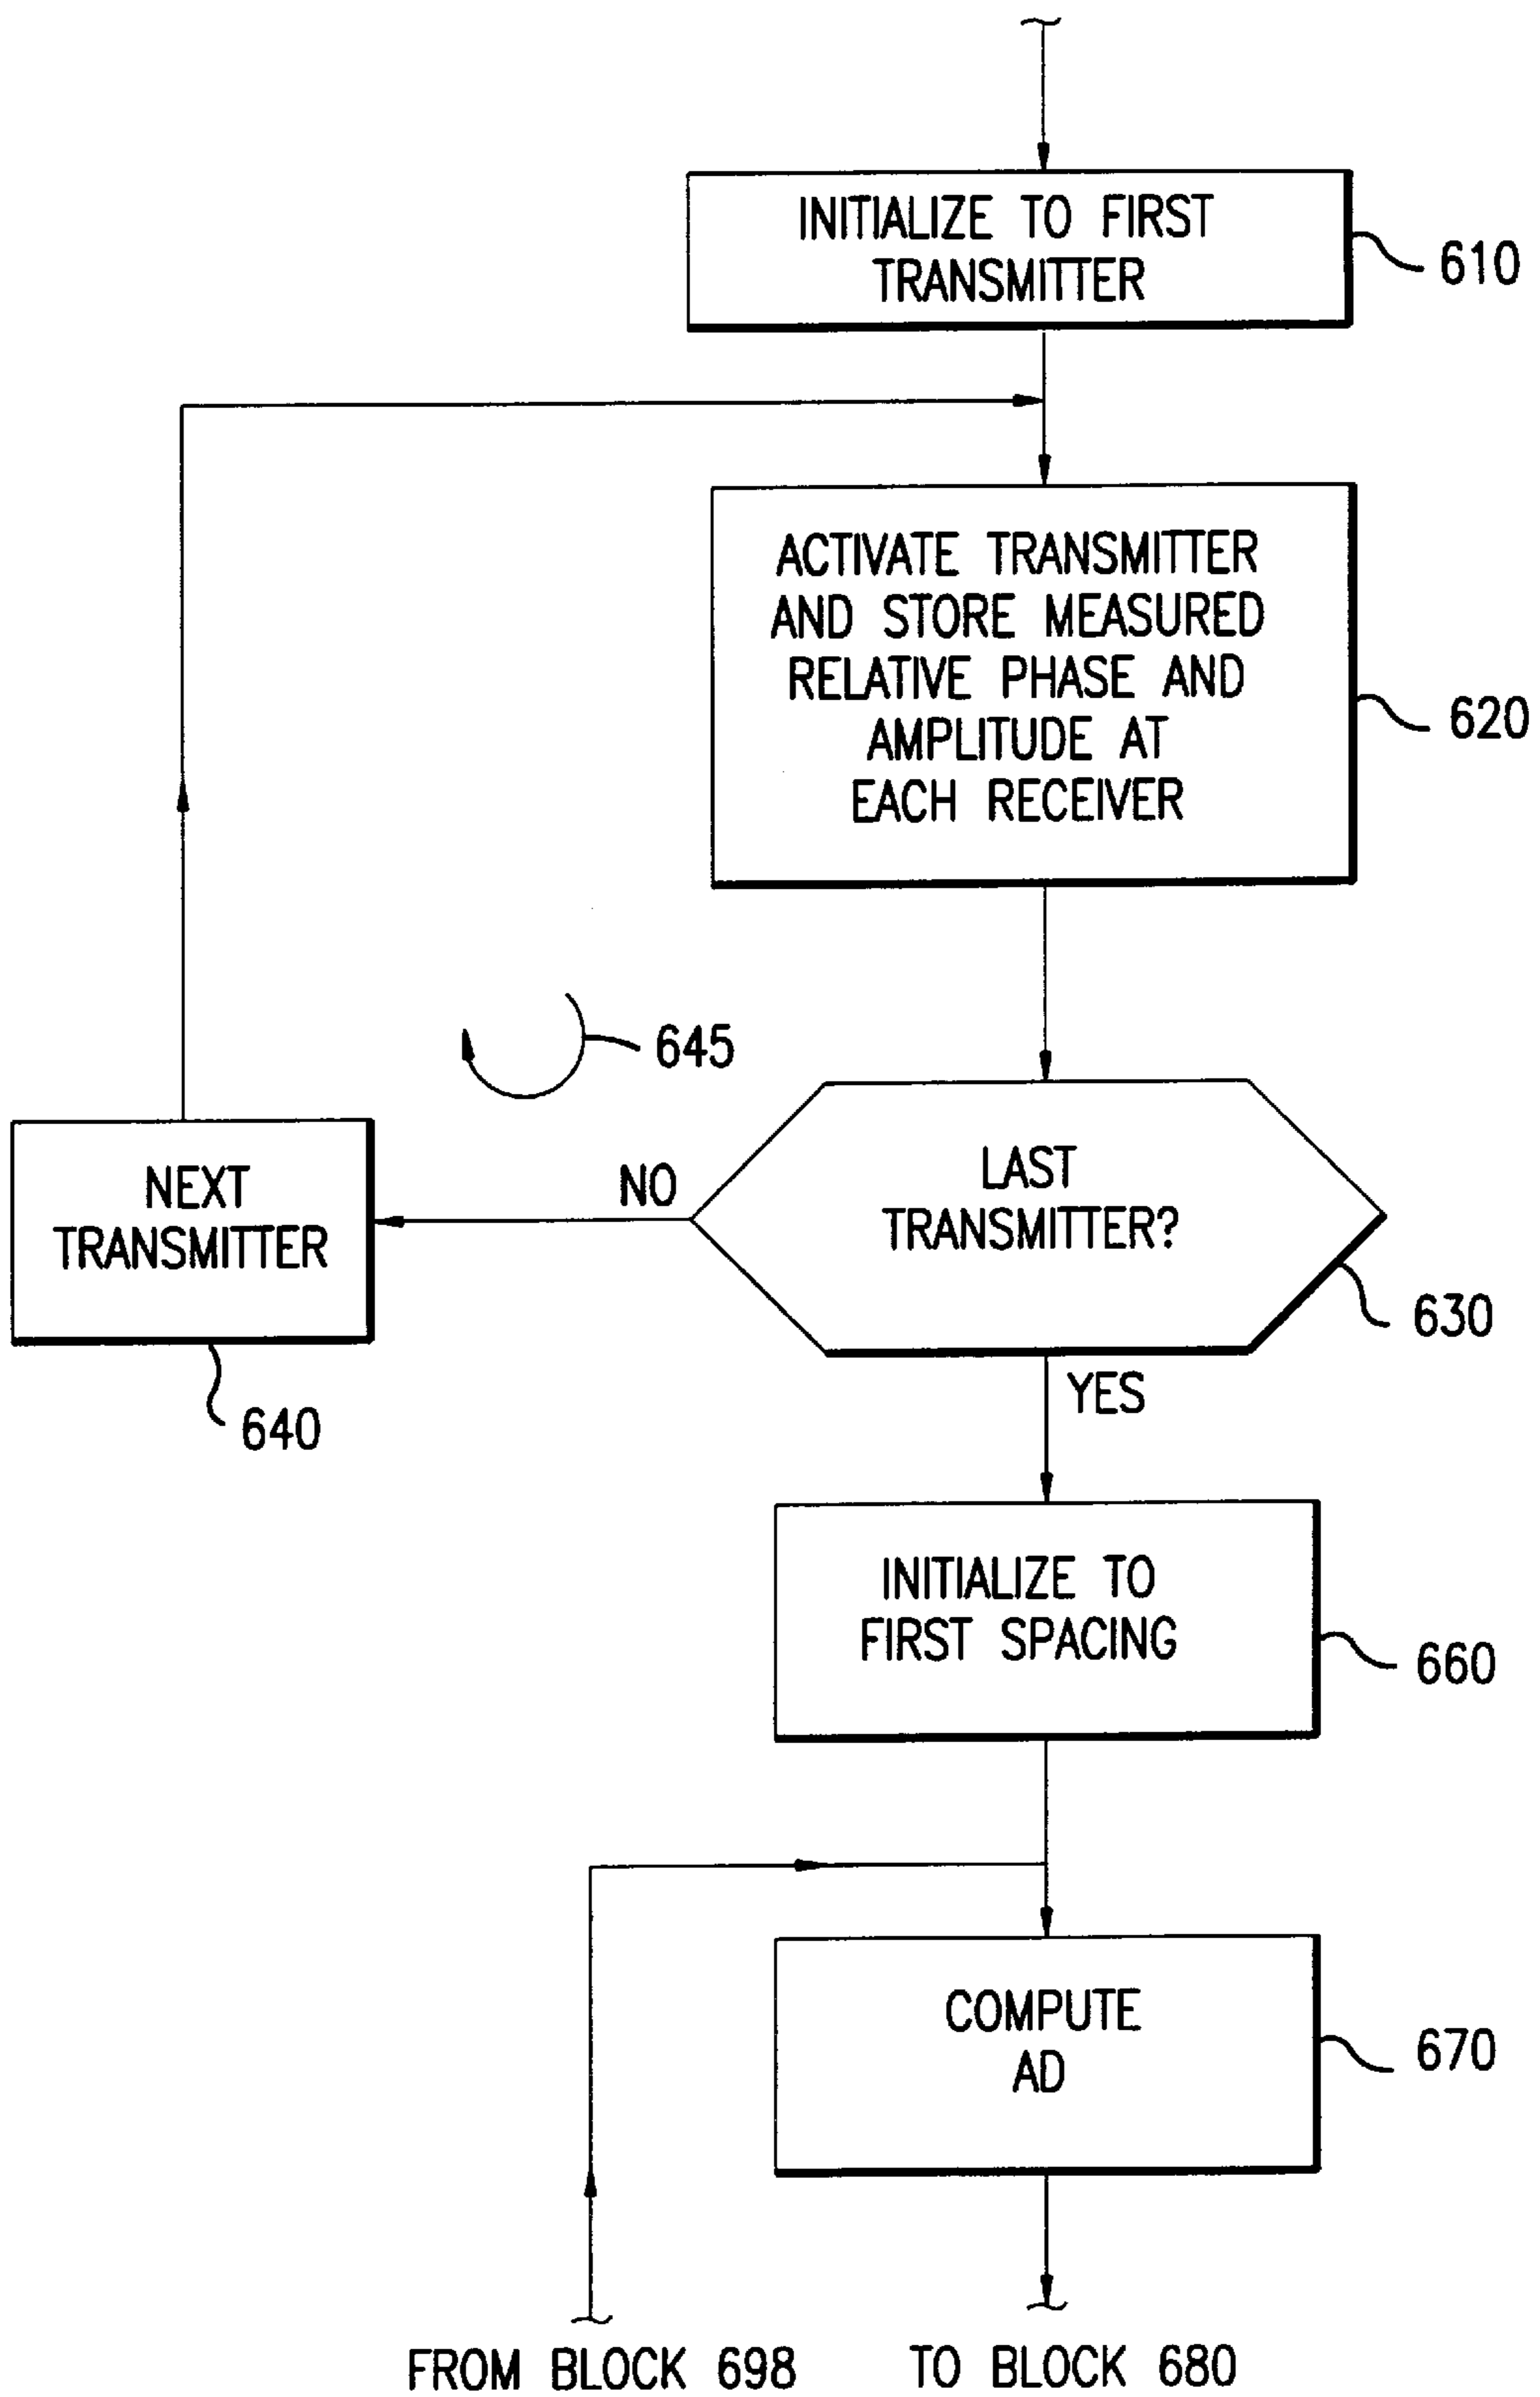 INITIALIZE TO FIRST
TRANSMITTER
610
ACTIVATE TRANSMITTER
AND STORE MEASURED
RELATIVE PHASE AND
AMPLITUDE AT
EACH RECEIVER
620
645
NEXT
TRANSMITTER
640
NO
LAST
TRANSMITTER?
630
YES
INITIALIZE TO
FIRST SPACING
660
COMPUTE
AD
670
FROM BLOCK 698
TO BLOCK 680